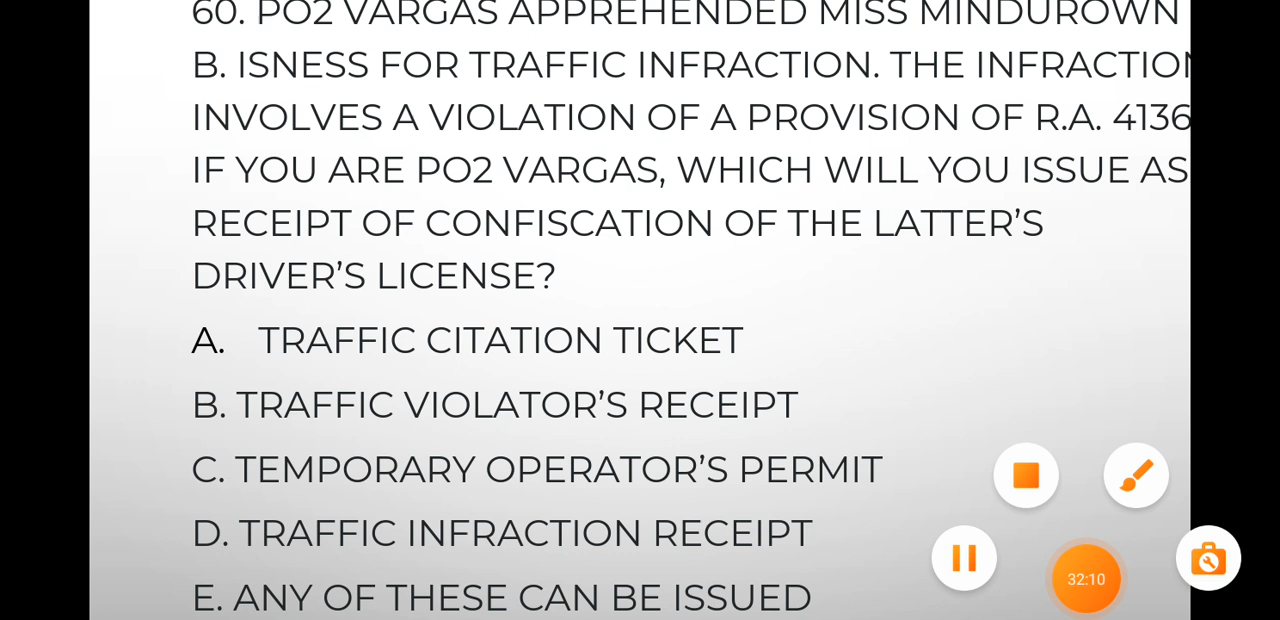 60. PO2 VARGAS APPREHENDED MISS MINDUROWN
B. ISNESS FOR TRAFFIC INFRACTION. THE INFRACTION
INVOLVES A VIOLATION OF A PROVISION OF R.A. 4136
IF YOU ARE PO2 VARGAS, WHICH WILL YOU ISSUE AS
RECEIPT OF CONFISCATION OF THE LATTER’S
DRIVER’S LICENSE?
A. TRAFFIC CITATION TICKET
B. TRAFFIC VIOLATOR’S RECEIPT
C. TEMPORARY OPERATOR’S PERMIT
D. TRAFFIC INFRACTION RECEIPT
E. ANY OF THESE CAN BE ISSUED
32:10